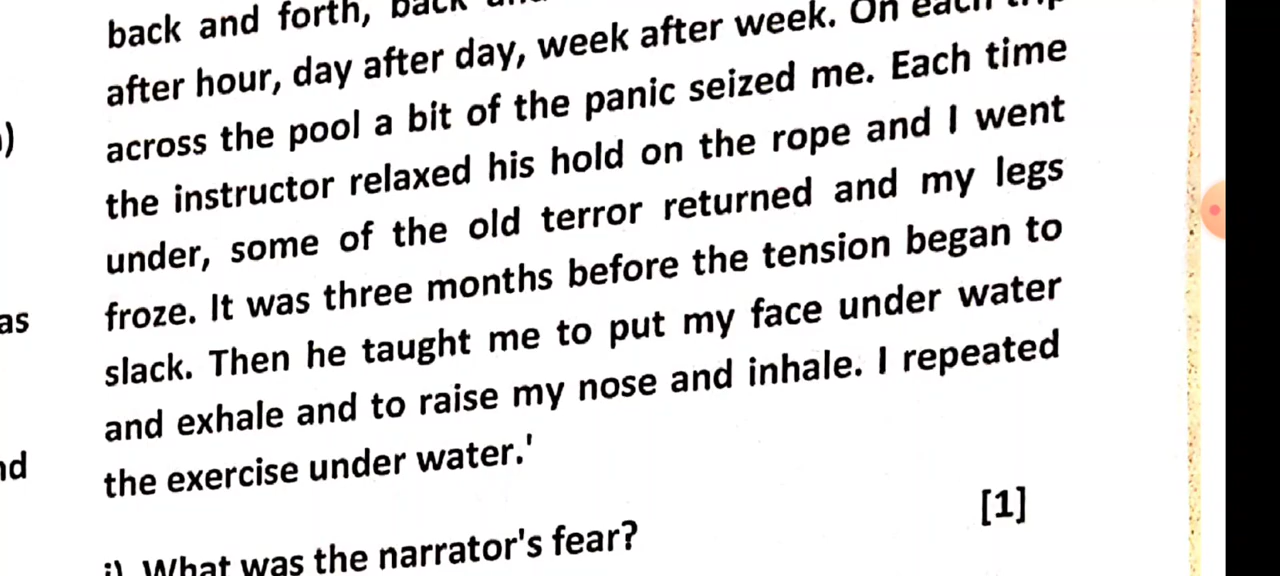 back and forth, back
after hour, day after day, week after week. On each trip
across the pool a bit of the panic seized me. Each time
the instructor relaxed his hold on the rope and I went
under, some of the old terror returned and my legs
froze. It was three months before the tension began to
slack. Then he taught me to put my face under water
and exhale and to raise my nose and inhale. I repeated
the exercise under water.'
[1]
i) What was the narrator's fear?
as
nd
)